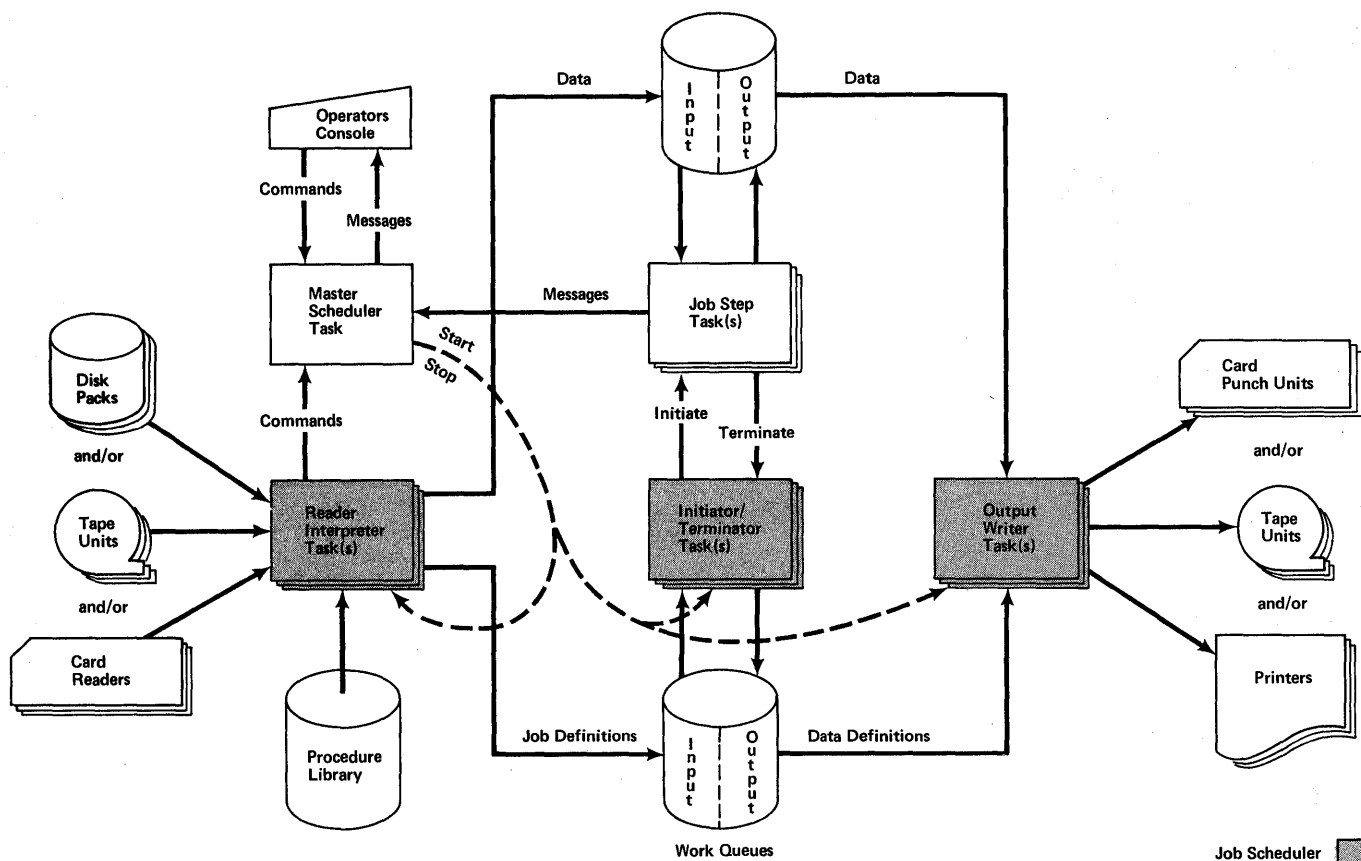 Data
Data
Input
Output
Operators
Console
Commands
Messages
Master
Scheduler
Task
Messages
Job Step
Task(s)
Start
Stop
Disk
Packs
Card
Punch Units
Commands
Initiate
Terminate
and/or
and/or
Tape
Units
Reader
Interpreter
Task(s)
Initiator/
Terminator
Task(s)
Output
Writer
Task(s)
Tape
Units
and/or
and/or
Card
Readers
Printers
Procedure
Library
Job Definitions
Input
Output
Data Definitions
Work Queues
Job Scheduler